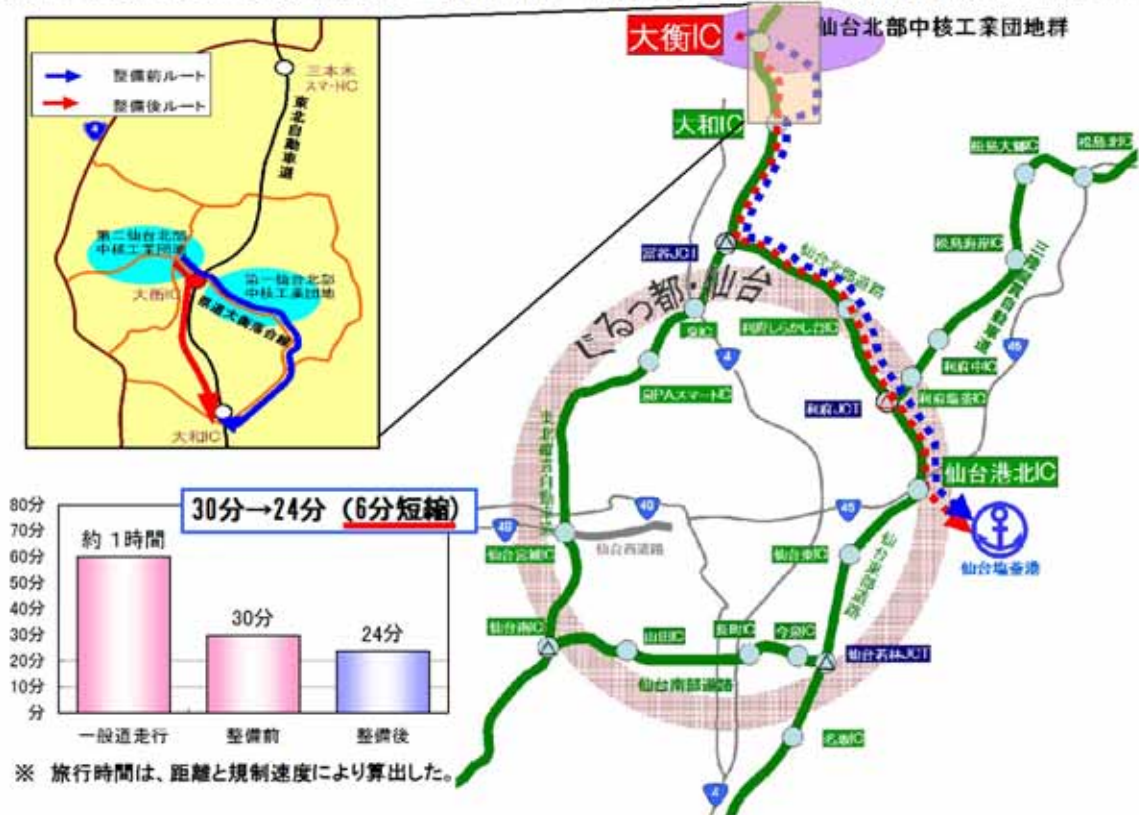 整備前ルート
整備後ルート
4
三本木
スマートIC
東北自動車道
第二仙台北部
中核工業団地
大衡IC
第一仙台北部
中核工業団地
県道大衡落合線
大和IC
大衡IC
仙台北部中核工業団地群
大和IC
松島大郷IC
松島北IC
富谷JCT
仙台北部道路
松島海岸IC
三陸縦貫自動車道
ぐるっ都・仙台
泉IC
利府しらかし台IC
4
45
利府中IC
泉PAスマートIC
利府JCT
利府塩釜IC
東北縦貫自動車道
仙台港北IC
48
48
45
仙台宮城IC
仙台西道路
仙台東IC
仙台塩釜港
仙台東部道路
仙台南IC
山田IC
長町IC
今泉IC
仙台若林JCT
仙台南部道路
名取IC
4
30分→24分 (6分短縮)
80分
70分
60分
50分
40分
30分
20分
10分
分
約 1時間
30分
24分
一般道走行
整備前
整備後
※ 旅行時間は、距離と規制速度により算出した。